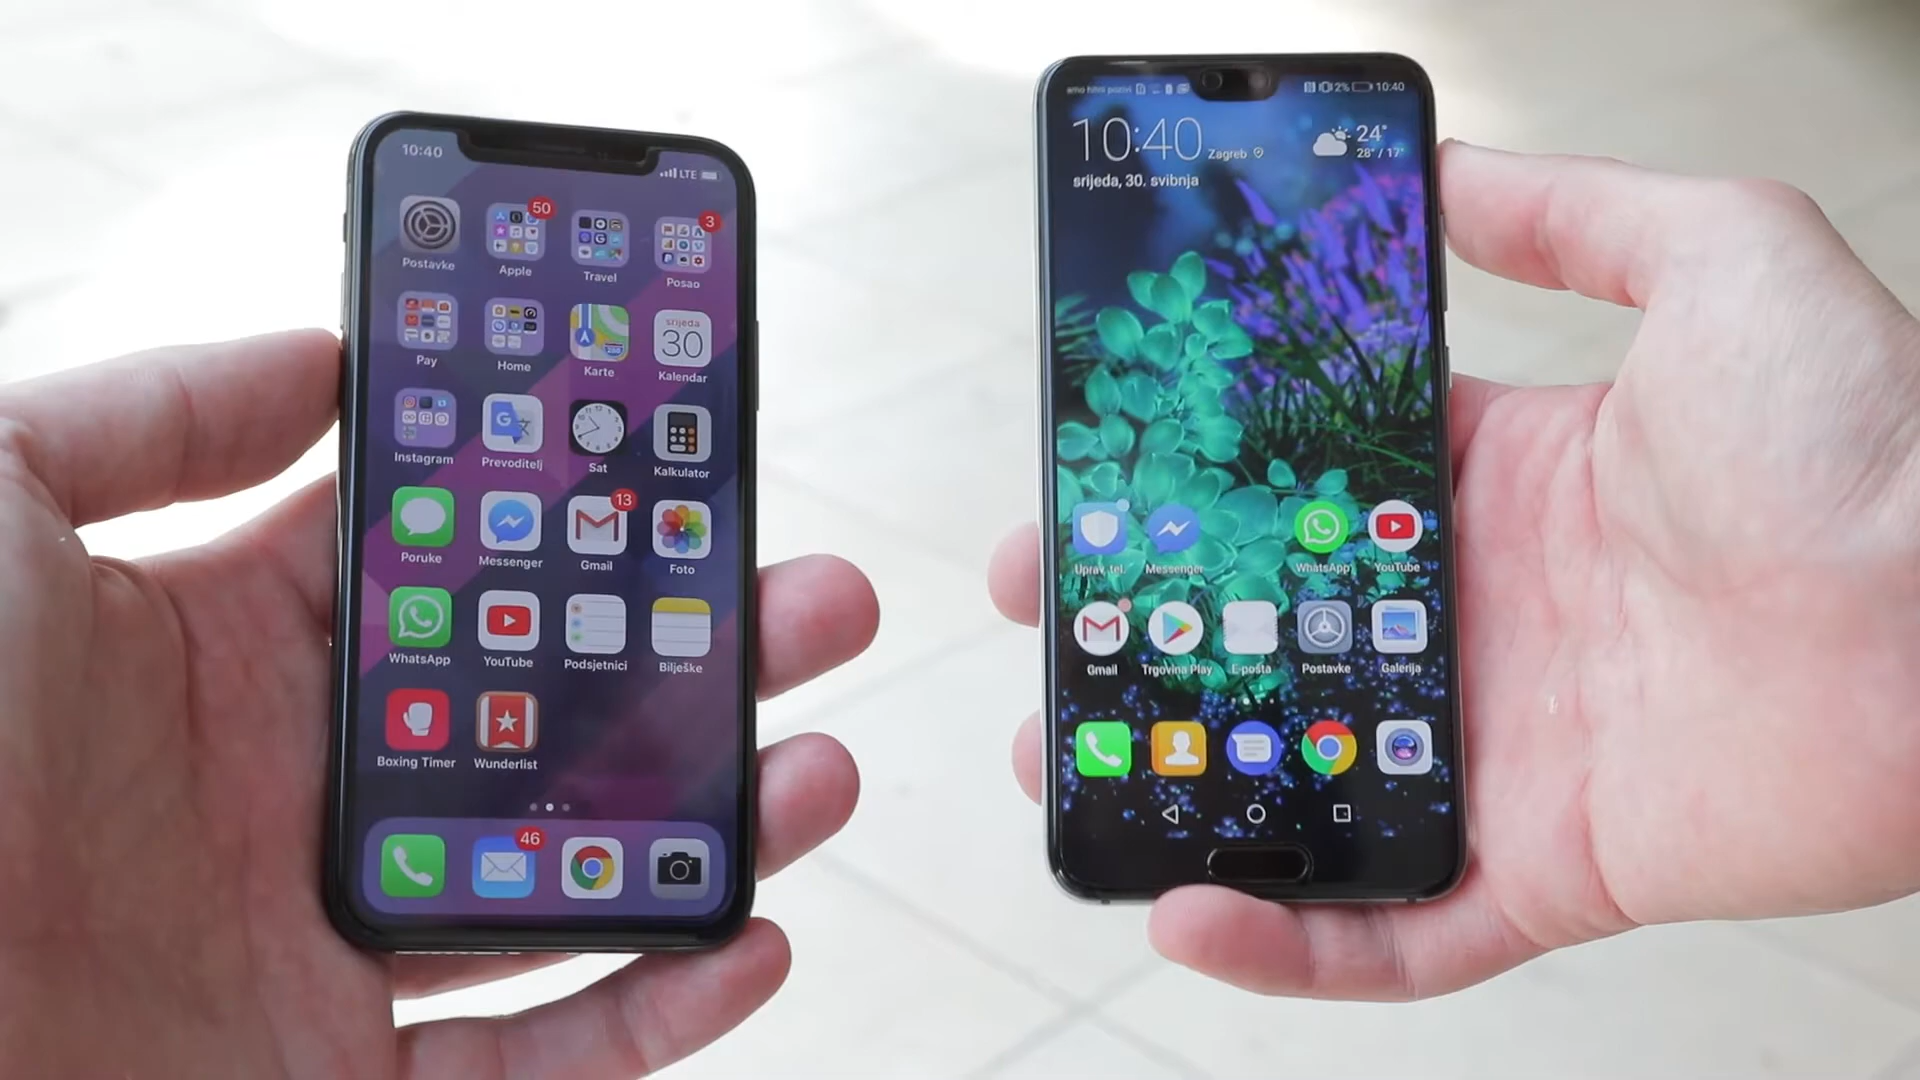 10:40
LTE
50
3
Postavke
Apple
Travel
Posao
Pay
Home
Karte
srijeda
30
Kalendar
Instagram
Prevoditelj
Sat
Kalkulator
13
Poruke
Messenger
Gmail
Foto
WhatsApp
YouTube
Podsjetnici
Bilješke
Boxing Timer
Wunderlist
46
2% 10:40
10:40
Zagreb
24°
28° / 17°
srijeda, 30. svibnja
Uprav. tel.
Messenger
WhatsApp
YouTube
Gmail
Trgovina Play
E-pošta
Postavke
Galerija